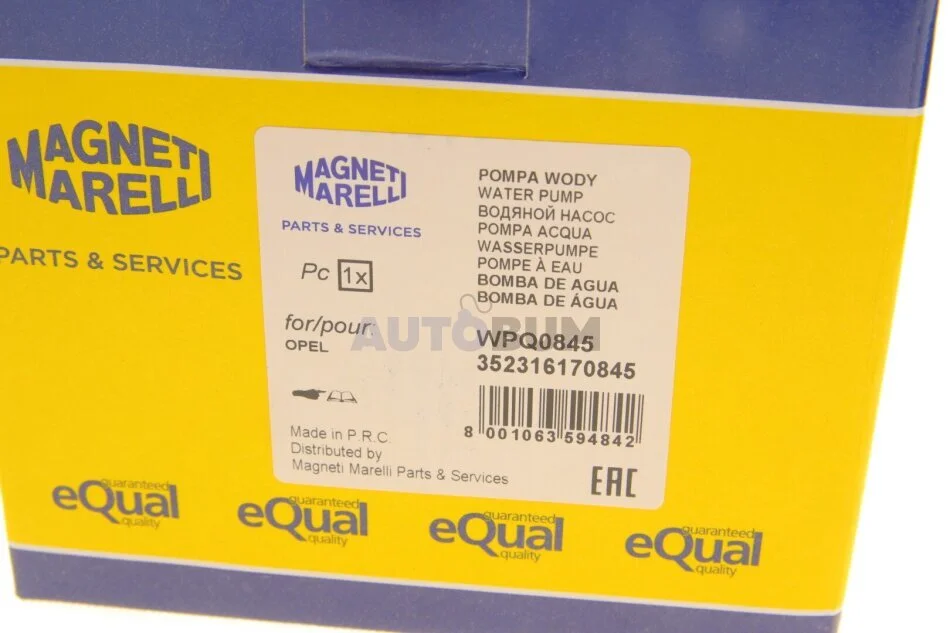 MAGNETI
MARELLI
PARTS & SERVICES
MAGNETI
MARELLI
PARTS & SERVICES
Pc 1x
for/pour:
OPEL
POMPA WODY
WATER PUMP
ВОДЯНОЙ НАСОС
POMPA ACQUA
WASSERPUMPE
POMPE À EAU
BOMBA DE AGUA
BOMBA DE ÁGUA
AUTOBUM
WPQ0845
352316170845
8 001063 594842
Made in P.R.C.
Distributed by
Magneti Marelli Parts & Services
EAC
guaranteed
eQual
quality
guaranteed
eQual
quality
guaranteed
eQual
quality
guaranteed
eQual
quality